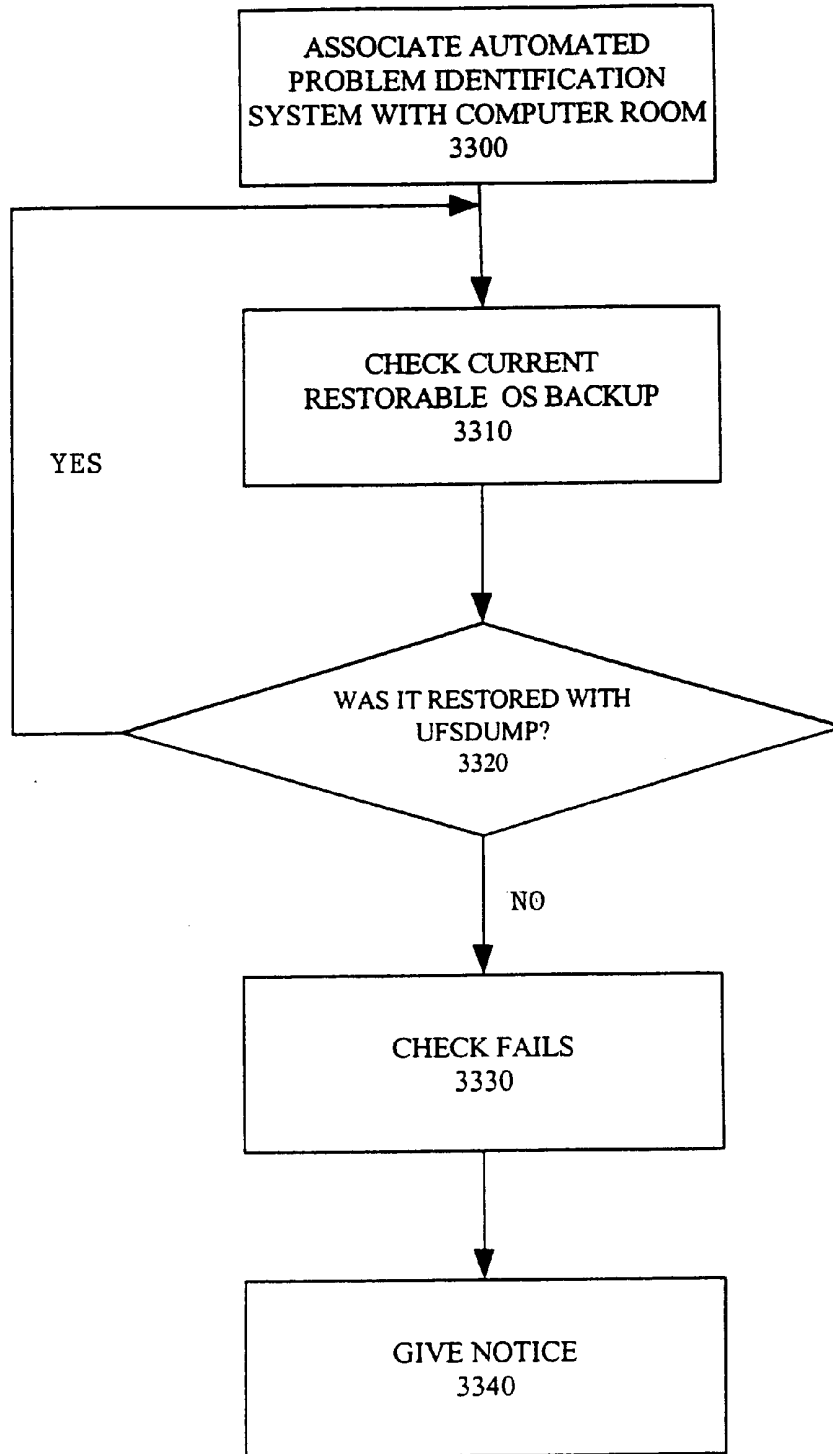 ASSOCIATE AUTOMATED
PROBLEM IDENTIFICATION
SYSTEM WITH COMPUTER ROOM
3300
CHECK CURRENT
RESTORABLE OS BACKUP
3310
YES
WAS IT RESTORED WITH
UFSDUMP?
3320
NO
CHECK FAILS
3330
GIVE NOTICE
3340